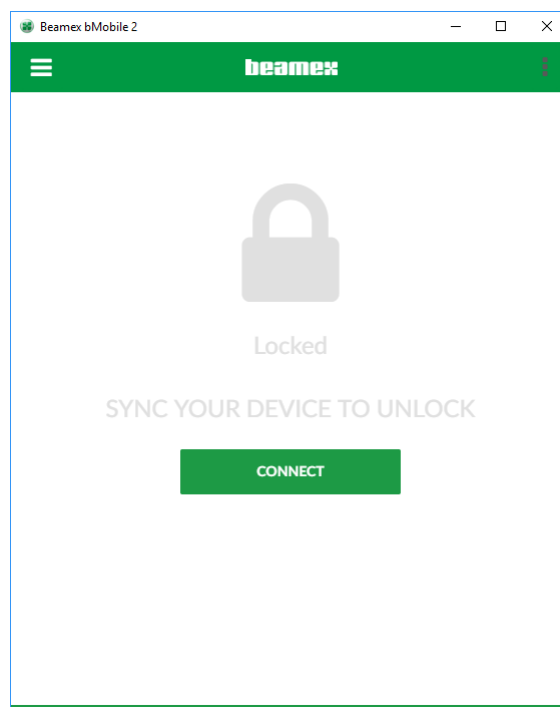 Beamex bMobile 2
beamex
Locked
SYNC YOUR DEVICE TO UNLOCK
CONNECT